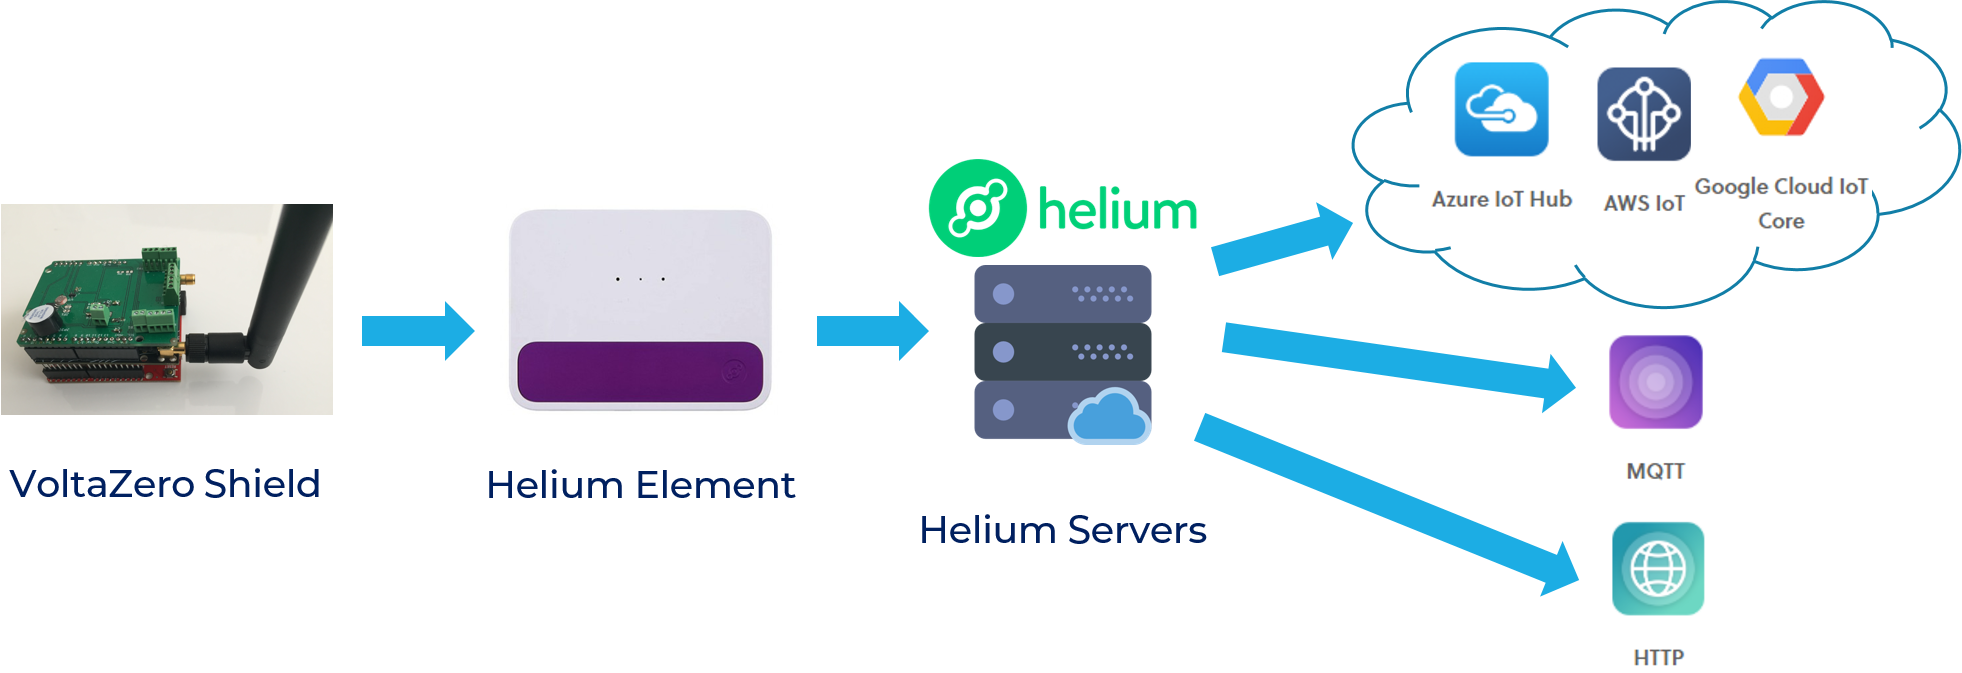 VoltaZero Shield
Helium Element
helium
Helium Servers
Azure IoT Hub
AWS IoT
Google Cloud IoT
Core
MQTT
HTTP